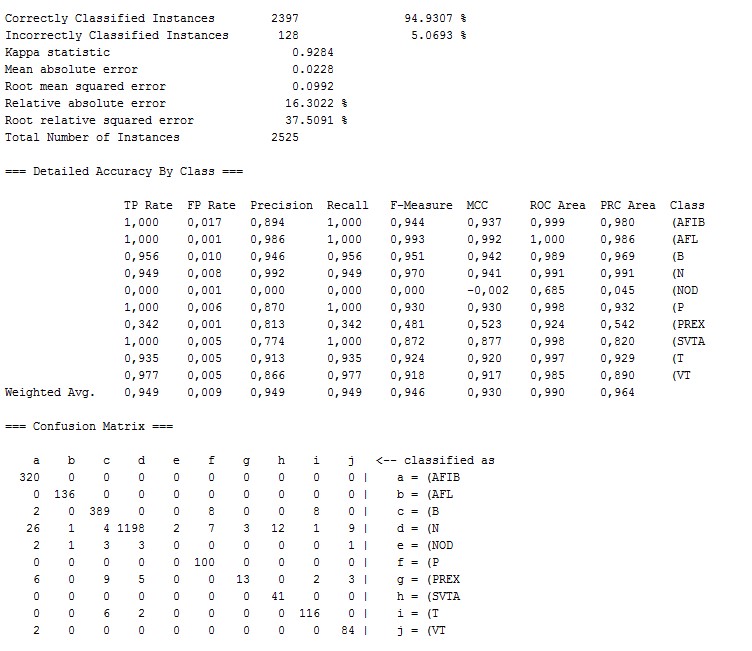 Correctly Classified Instances 2397 94.9307 %
Incorrectly Classified Instances 128 5.0693 %
Kappa statistic 0.9284
Mean absolute error 0.0228
Root mean squared error 0.0992
Relative absolute error 16.3022 %
Root relative squared error 37.5091 %
Total Number of Instances 2525
=== Detailed Accuracy By Class ===
TP Rate FP Rate Precision Recall F-Measure MCC ROC Area PRC Area Class
1,000 0,017 0,894 1,000 0,944 0,937 0,999 0,980 (AFIB
1,000 0,001 0,986 1,000 0,993 0,992 1,000 0,986 (AFL
0,956 0,010 0,946 0,956 0,951 0,942 0,989 0,969 (B
0,949 0,008 0,992 0,949 0,970 0,941 0,991 0,991 (N
0,000 0,001 0,000 0,000 0,000 -0,002 0,685 0,045 (NOD
1,000 0,006 0,870 1,000 0,930 0,930 0,998 0,932 (P
0,342 0,001 0,813 0,342 0,481 0,523 0,924 0,542 (PREX
1,000 0,005 0,774 1,000 0,872 0,877 0,998 0,820 (SVTA
0,935 0,005 0,913 0,935 0,924 0,920 0,997 0,929 (T
0,977 0,005 0,866 0,977 0,918 0,917 0,985 0,890 (VT
Weighted Avg. 0,949 0,009 0,949 0,949 0,946 0,930 0,990 0,964
=== Confusion Matrix ===
a b c d e f g h i j <-- classified as
320 0 0 0 0 0 0 0 0 0 | a = (AFIB
0 136 0 0 0 0 0 0 0 0 | b = (AFL
2 0 389 0 0 8 0 0 8 0 | c = (B
26 1 4 1198 2 7 3 12 1 9 | d = (N
2 1 3 3 0 0 0 0 0 1 | e = (NOD
0 0 0 0 0 100 0 0 0 0 | f = (P
6 0 9 5 0 0 13 0 2 3 | g = (PREX
0 0 0 0 0 0 0 41 0 0 | h = (SVTA
0 0 6 2 0 0 0 0 116 0 | i = (T
2 0 0 0 0 0 0 0 0 84 | j = (VT